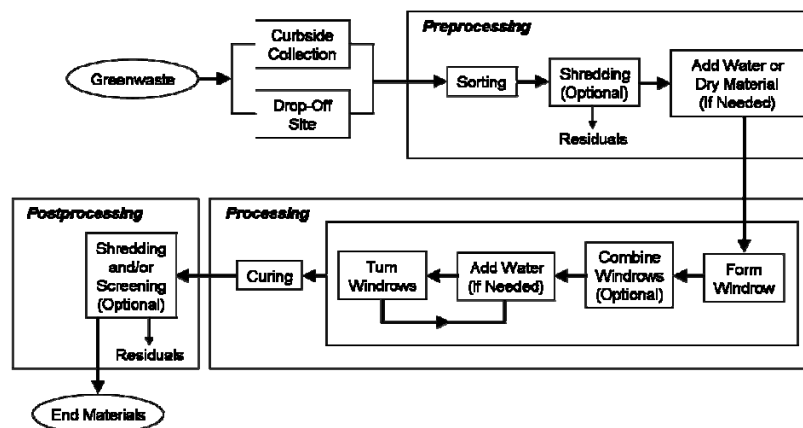 Preprocessing
Curbside
Collection
Greenwaste
Drop-Off
Site
Sorting
Shredding
(Optional)
Residuals
Add Water or
Dry Material
(If Needed)
Postprocessing
Shredding
and/or
Screening
(Optional)
Residuals
End Materials
Processing
Curing
Turn
Windrows
Add Water
(If Needed)
Combine
Windrows
(Optional)
Form
Windrow